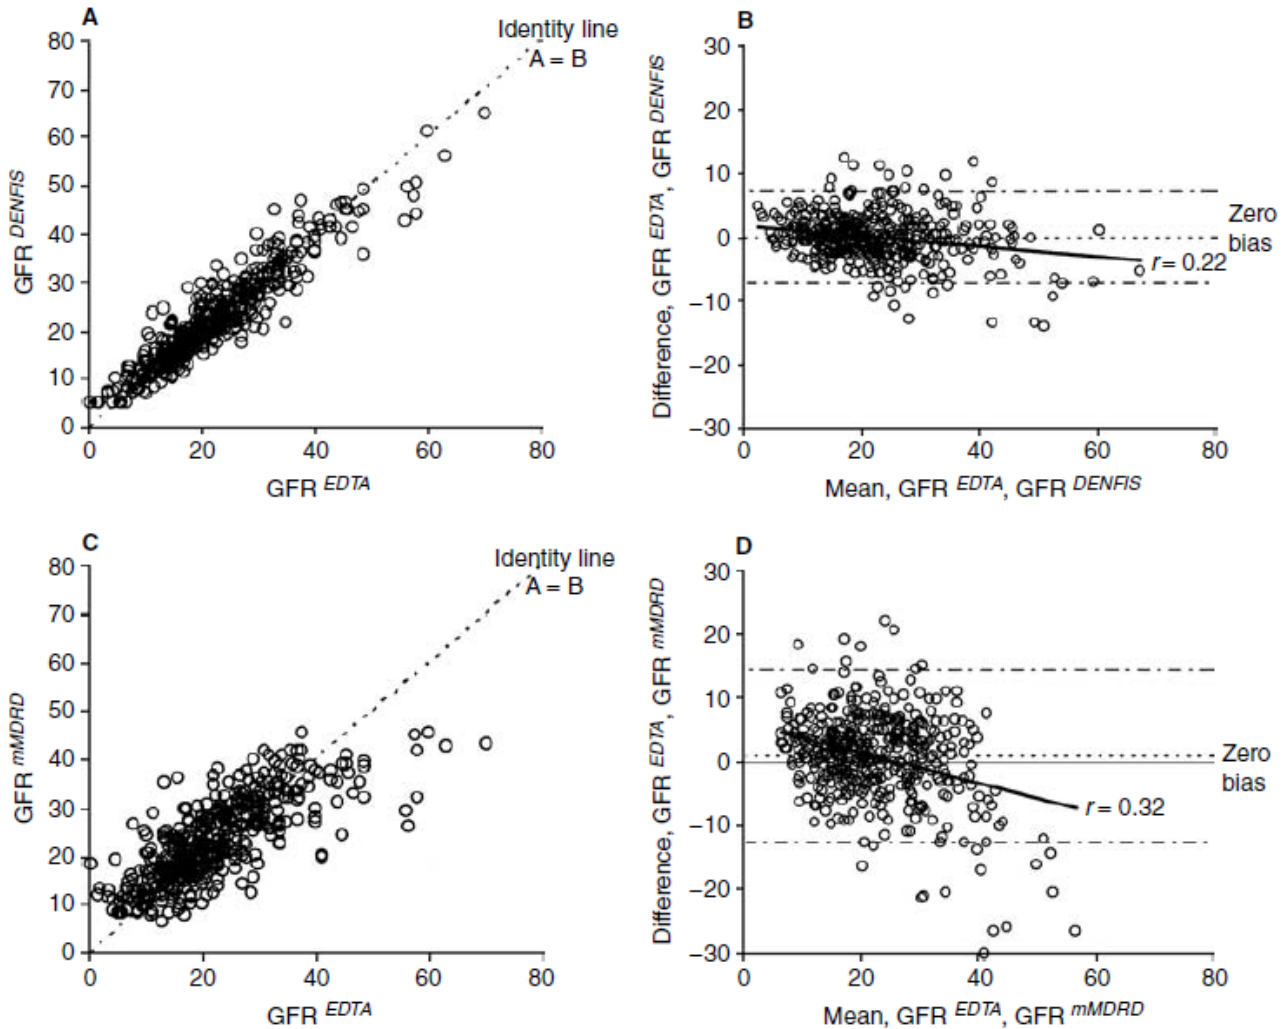 A
Identity line
A = B
80
70
60
50
40
30
20
10
0
GFR DENFIS
0 20 40 60 80
GFR EDTA
B
30
20
10
0
−10
−20
−30
Difference, GFR EDTA, GFR DENFIS
Zero
bias
r = 0.22
0 20 40 60 80
Mean, GFR EDTA, GFR DENFIS
C
Identity line
A = B
80
70
60
50
40
30
20
10
0
GFR mMDRD
0 20 40 60 80
GFR EDTA
D
30
20
10
0
−10
−20
−30
Difference, GFR EDTA, GFR mMDRD
Zero
bias
r = 0.32
0 20 40 60 80
Mean, GFR EDTA, GFR mMDRD